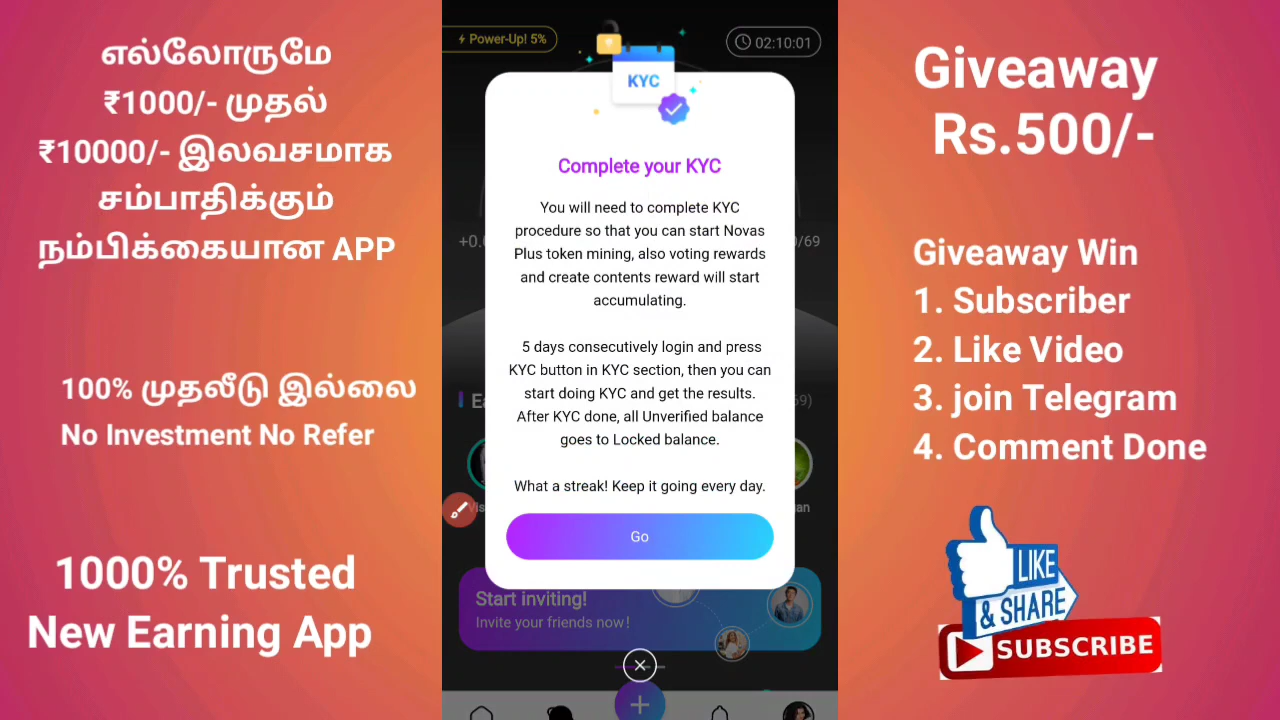 எல்லோருமே
₹1000/- முதல்
₹10000/- இலவசமாக
சம்பாதிக்கும்
நம்பிக்கையான APP
100% முதலீடு இல்லை
No Investment No Refer
1000% Trusted
New Earning App
Power-Up! 5%
02:10:01
KYC
Complete your KYC
You will need to complete KYC
procedure so that you can start Novas
Plus token mining, also voting rewards
and create contents reward will start
accumulating.
5 days consecutively login and press
KYC button in KYC section, then you can
start doing KYC and get the results.
After KYC done, all Unverified balance
goes to Locked balance.
What a streak! Keep it going every day.
Go
Start inviting!
Invite your friends now!
Giveaway
Rs.500/-
Giveaway Win
1. Subscriber
2. Like Video
3. join Telegram
4. Comment Done
LIKE
& SHARE
SUBSCRIBE